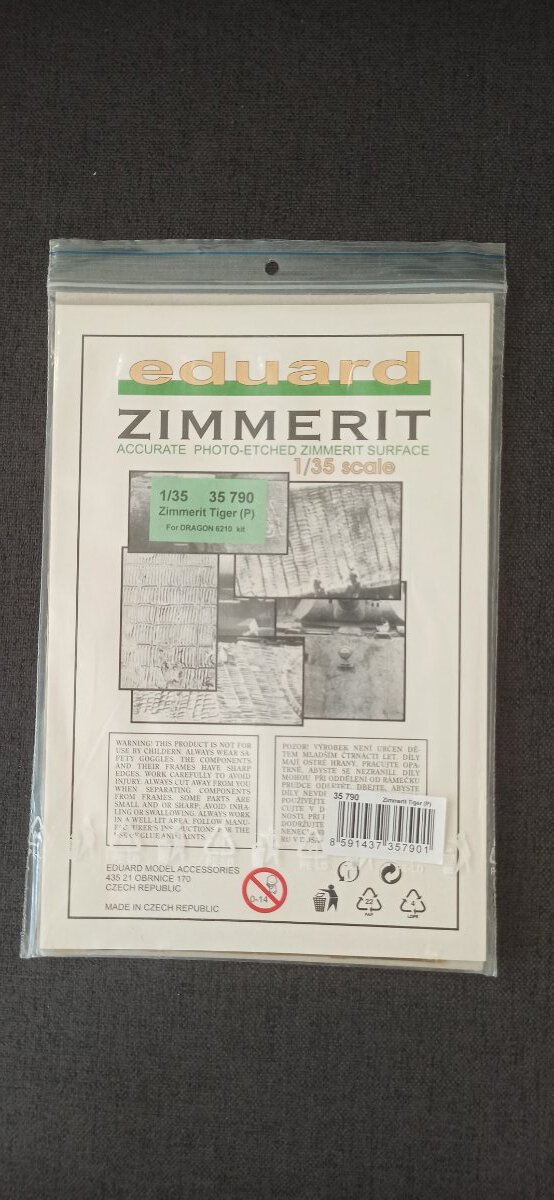 eduard
ZIMMERIT
ACCURATE PHOTO-ETCHED ZIMMERIT SURFACE
1/35 scale
1/35 35 790
Zimmerit Tiger (P)
For DRAGON 6210 kit
WARNING! THIS PRODUCT IS NOT FOR
USE BY CHILDERN. ALWAYS WEAR SA-
FETY GOGGLES. THE COMPONENTS
AND THEIR FRAMES HAVE SHARP
EDGES. WORK CAREFULLY TO AVOID
INJURY. ALWAYS CUT AWAY FROM YOU
WHEN SEPARATING COMPONENTS
FROM FRAMES. SOME PARTS ARE
SMALL AND OR SHARP, AVOID INHA-
LING OR SWALLOWING. ALWAYS WORK
IN A WELL-LIT AREA. FOLLOW MANU-
FOR THE
POZOR! VÝROBEK NENÍ URČEN DĚ-
TEM MLADŠÍM ČTRNÁCTI LET. DÍLY
MAJÍ OSTRÉ HRANY. PRACUJTE OPA-
TRNĚ, ABYSTE SE NEZRANILI. DÍLY
MOHOU PŘI ODDĚLENÍ OD RÁMEČKU
PRUDCE ODLÉTĚT. DBEJTE, ABYSTE
DÍLY
35 790 Zimmerit Tiger (P)
8 591437 357901
EDUARD MODEL ACCESSORIES
435 21 OBRNICE 170
CZECH REPUBLIC
MADE IN CZECH REPUBLIC
0-14
22
PAP
4
LDPE